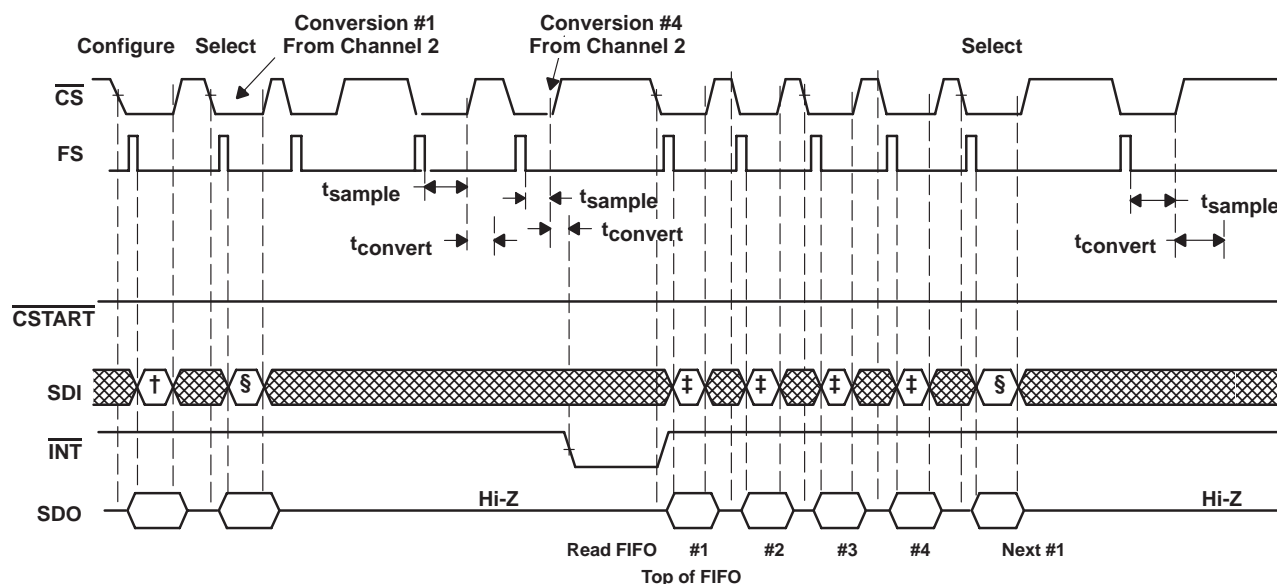 Conversion #1
From Channel 2
Conversion #4
From Channel 2
Configure
Select
Select
CS
FS
tsample
tsample
tsample
tconvert
tconvert
tconvert
CSTART
SDI
†
§
‡
‡
‡
‡
§
INT
Hi-Z
Hi-Z
SDO
Read FIFO
#1
#2
#3
#4
Next #1
Top of FIFO